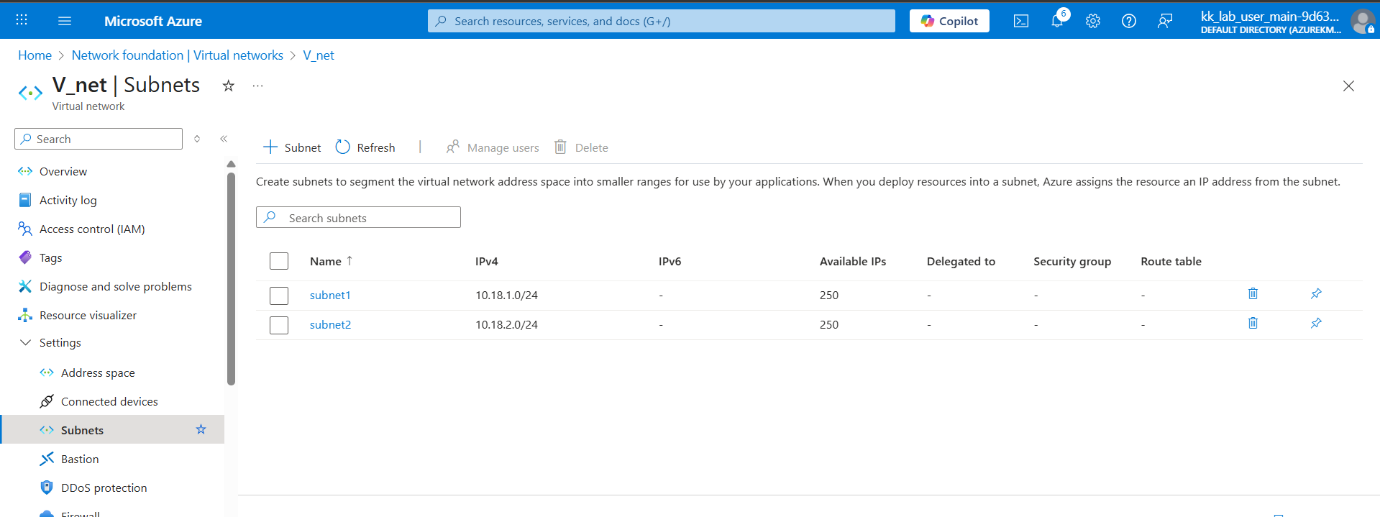 Microsoft Azure
Search resources, services, and docs (G+/)
Copilot
6
kk_lab_user_main-9d63...
DEFAULT DIRECTORY (AZUREKM...
Home > Network foundation | Virtual networks > V_net
V_net | Subnets
Virtual network
Search
Overview
Activity log
Access control (IAM)
Tags
Diagnose and solve problems
Resource visualizer
Settings
Address space
Connected devices
Subnets
Bastion
DDoS protection
Firewall
+ Subnet Refresh | Manage users Delete
Create subnets to segment the virtual network address space into smaller ranges for use by your applications. When you deploy resources into a subnet, Azure assigns the resource an IP address from the subnet.
Search subnets
Name ↑ IPv4 IPv6 Available IPs Delegated to Security group Route table
subnet1 10.18.1.0/24 - 250 - - -
subnet2 10.18.2.0/24 - 250 - - -